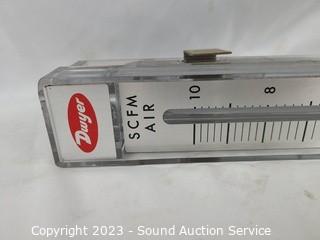 Dwyer
SCFM
AIR
10
8
Copyright 2023 - Sound Auction Service